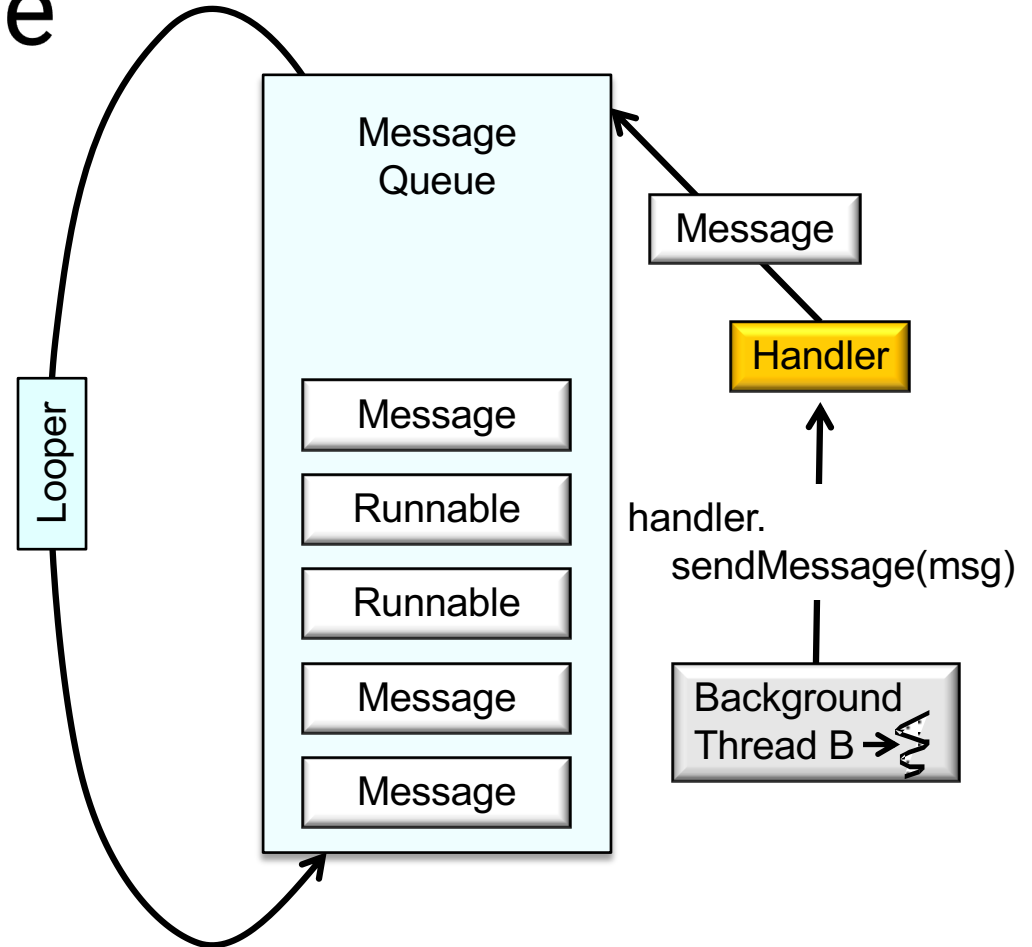 e
Message
Queue
Message
Handler
Looper
Message
Runnable
Runnable
Message
Message
handler.
sendMessage(msg)
Background
Thread B